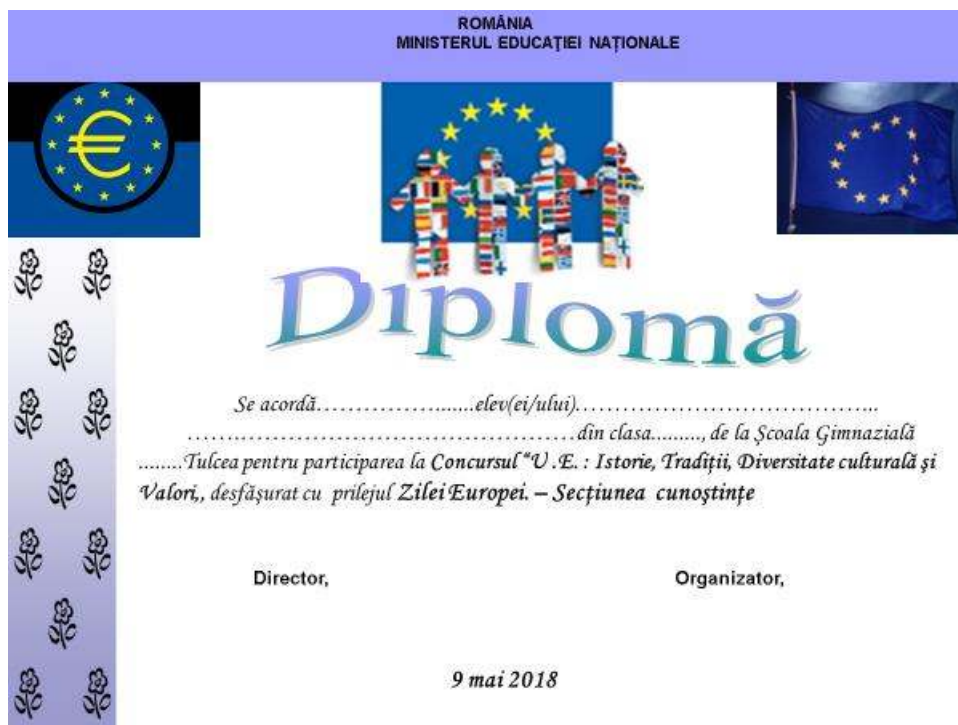 ROMÂNIA
MINISTERUL EDUCAŢIEI NAŢIONALE
€
Diplomă
Se acordă…………….......elev(ei/ului)………………………………...
…….……………………………………din clasa........., de la Şcoala Gimnazială
........Tulcea pentru participarea la Concursul “U .E. : Istorie, Tradiţii, Diversitate culturală şi
Valori,, desfăşurat cu prilejul Zilei Europei. – Secţiunea cunoştinţe
Director, Organizator,
9 mai 2018